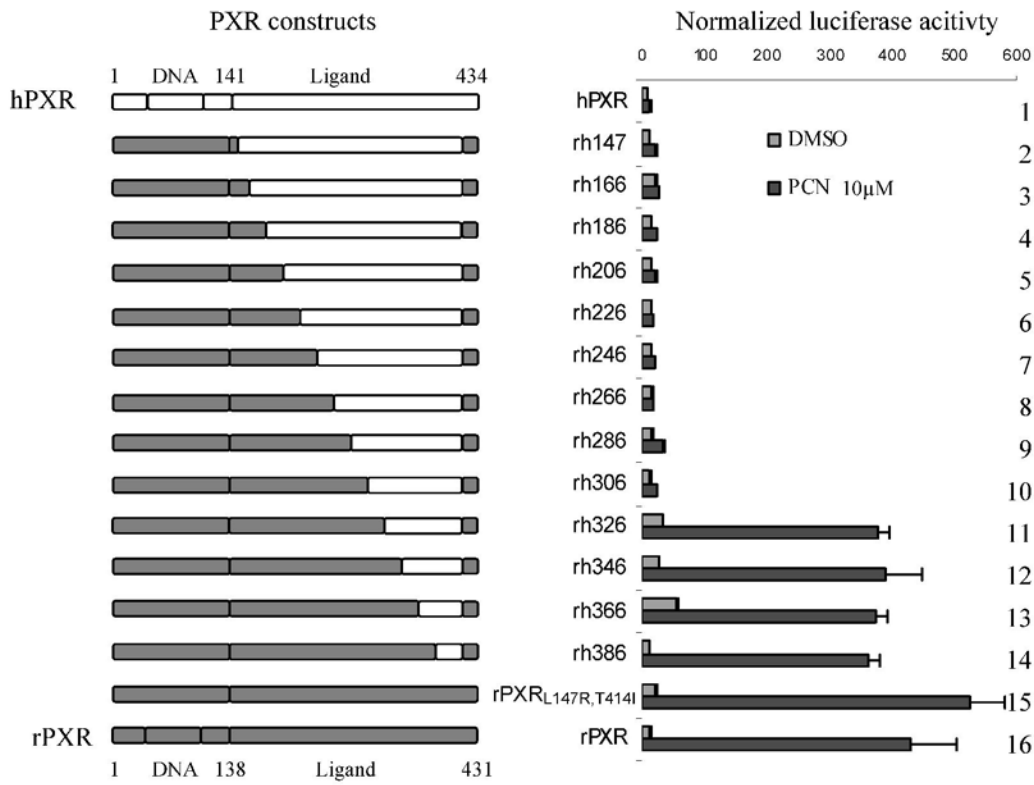 PXR constructs
Normalized luciferase acitivty
1 DNA 141 Ligand 434
0 100 200 300 400 500 600
hPXR
hPXR 1
rh147 2
rh166 3
rh186 4
rh206 5
rh226 6
rh246 7
rh266 8
rh286 9
rh306 10
rh326 11
rh346 12
rh366 13
rh386 14
rPXRL147R,T414I 15
rPXR 16
DMSO
PCN 10µM
rPXR
1 DNA 138 Ligand 431